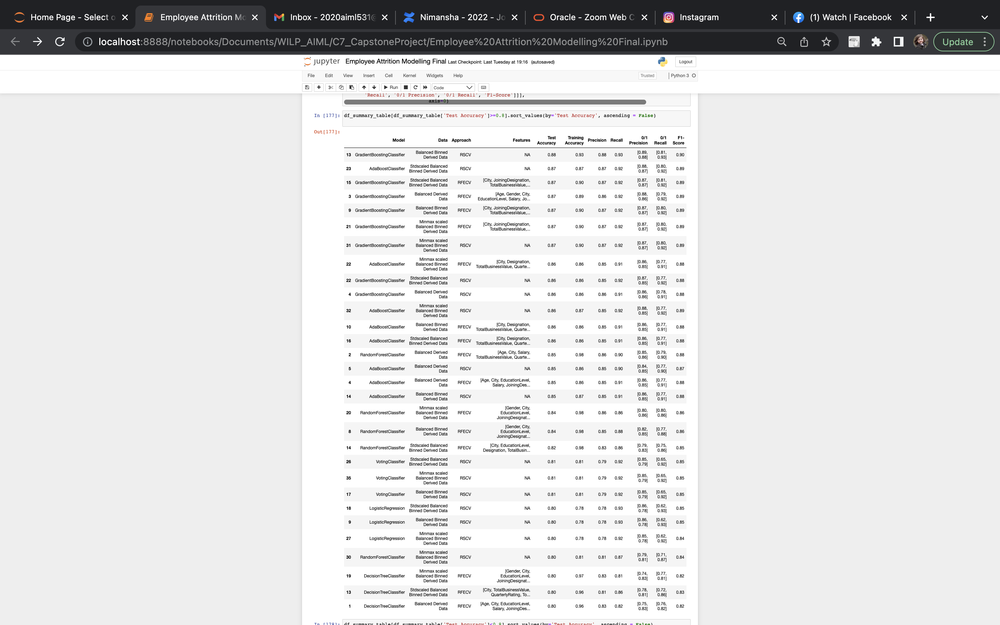 Home Page - Select o
Employee Attrition Mo
Inbox - 2020aiml531@
Nimansha - 2022 - Jo
Oracle - Zoom Web C
Instagram
(1) Watch | Facebook
localhost:8888/notebooks/Documents/WILP_AIML/C7_CapstoneProject/Employee%20Attrition%20Modelling%20Final.ipynb
Update
jupyter Employee Attrition Modelling Final Last Checkpoint: Last Tuesday at 19:16 (autosaved)
Logout
File Edit View Insert Cell Kernel Widgets Help
Trusted
Python 3
Run
Code
'Recall', '0/1 Precision', '0/1 Recall', 'F1-Score']]],
axis=0)
In [177]: df_summary_table[df_summary_table['Test Accuracy']>=0.8].sort_values(by='Test Accuracy', ascending = False)
Out[177]:
Model Data Approach Features Test Accuracy Training Accuracy Precision Recall 0/1 Precision 0/1 Recall F1-Score
13 GradientBoostingClassifier Balanced Binned Derived Data RSCV NA 0.88 0.93 0.88 0.93 [0.89, 0.88] [0.81, 0.93] 0.90
23 AdaBoostClassifier Stdscaled Balanced Binned Derived Data RSCV NA 0.87 0.87 0.87 0.92 [0.88, 0.87] [0.80, 0.92] 0.89
15 GradientBoostingClassifier Stdscaled Balanced Binned Derived Data RFECV [City, JoiningDesignation, TotalBusinessValue,... 0.87 0.90 0.87 0.92 [0.87, 0.87] [0.81, 0.92] 0.89
3 GradientBoostingClassifier Balanced Derived Data RFECV [Age, Gender, City, EducationLevel, Salary, Jo... 0.87 0.89 0.86 0.92 [0.88, 0.86] [0.79, 0.92] 0.89
9 GradientBoostingClassifier Balanced Binned Derived Data RFECV [City, JoiningDesignation, TotalBusinessValue,... 0.87 0.90 0.87 0.92 [0.87, 0.87] [0.80, 0.92] 0.89
21 GradientBoostingClassifier Minmax scaled Balanced Binned Derived Data RFECV [City, JoiningDesignation, TotalBusinessValue,... 0.87 0.90 0.87 0.92 [0.87, 0.87] [0.80, 0.92] 0.89
31 GradientBoostingClassifier Minmax scaled Balanced Binned Derived Data RSCV NA 0.87 0.90 0.87 0.92 [0.87, 0.87] [0.80, 0.92] 0.89
22 AdaBoostClassifier Minmax scaled Balanced Binned Derived Data RFECV [City, Designation, TotalBusinessValue, Quarte... 0.86 0.86 0.85 0.91 [0.86, 0.85] [0.77, 0.91] 0.88
22 GradientBoostingClassifier Stdscaled Balanced Binned Derived Data RSCV NA 0.86 0.86 0.85 0.92 [0.87, 0.85] [0.77, 0.92] 0.88
4 GradientBoostingClassifier Balanced Derived Data RSCV NA 0.86 0.86 0.86 0.91 [0.86, 0.86] [0.78, 0.91] 0.88
32 AdaBoostClassifier Minmax scaled Balanced Binned Derived Data RSCV NA 0.86 0.87 0.85 0.92 [0.88, 0.85] [0.77, 0.92] 0.89
10 AdaBoostClassifier Balanced Binned Derived Data RFECV [City, Designation, TotalBusinessValue, Quarte... 0.86 0.86 0.85 0.91 [0.86, 0.85] [0.77, 0.91] 0.88
16 AdaBoostClassifier Stdscaled Balanced Binned Derived Data RFECV [City, Designation, TotalBusinessValue, Quarte... 0.86 0.86 0.85 0.91 [0.86, 0.85] [0.77, 0.91] 0.88
2 RandomForestClassifier Balanced Derived Data RFECV [Age, City, Salary, TotalBusinessValue, Quarte... 0.85 0.98 0.86 0.90 [0.85, 0.86] [0.79, 0.90] 0.88
5 AdaBoostClassifier Balanced Derived Data RSCV NA 0.85 0.86 0.85 0.90 [0.84, 0.85] [0.77, 0.90] 0.87
4 AdaBoostClassifier Balanced Derived Data RFECV [Age, City, EducationLevel, Salary, JoiningDes... 0.85 0.86 0.85 0.91 [0.86, 0.85] [0.77, 0.91] 0.88
14 AdaBoostClassifier Balanced Binned Derived Data RSCV NA 0.85 0.87 0.85 0.91 [0.86, 0.85] [0.77, 0.91] 0.88
20 RandomForestClassifier Minmax scaled Balanced Binned Derived Data RFECV [Gender, City, EducationLevel, JoiningDesignat... 0.84 0.98 0.86 0.86 [0.80, 0.86] [0.80, 0.86] 0.86
8 RandomForestClassifier Balanced Binned Derived Data RFECV [Gender, City, EducationLevel, JoiningDesignat... 0.84 0.98 0.85 0.88 [0.82, 0.85] [0.77, 0.88] 0.86
14 RandomForestClassifier Stdscaled Balanced Binned Derived Data RFECV [City, EducationLevel, Designation, TotalBusin... 0.82 0.98 0.83 0.86 [0.79, 0.83] [0.75, 0.86] 0.85
26 VotingClassifier Stdscaled Balanced Binned Derived Data RSCV NA 0.81 0.81 0.79 0.92 [0.85, 0.79] [0.65, 0.92] 0.85
35 VotingClassifier Minmax scaled Balanced Binned Derived Data RSCV NA 0.81 0.81 0.79 0.92 [0.85, 0.79] [0.65, 0.92] 0.85
17 VotingClassifier Balanced Binned Derived Data RSCV NA 0.81 0.81 0.79 0.92 [0.85, 0.79] [0.65, 0.92] 0.85
18 LogisticRegression Stdscaled Balanced Binned Derived Data RSCV NA 0.80 0.78 0.78 0.93 [0.86, 0.78] [0.62, 0.93] 0.85
9 LogisticRegression Balanced Binned Derived Data RSCV NA 0.80 0.78 0.78 0.93 [0.86, 0.78] [0.62, 0.93] 0.85
27 LogisticRegression Minmax scaled Balanced Binned Derived Data RSCV NA 0.80 0.78 0.78 0.92 [0.85, 0.78] [0.62, 0.92] 0.84
30 RandomForestClassifier Minmax scaled Balanced Binned Derived Data RSCV NA 0.80 0.81 0.81 0.87 [0.79, 0.81] [0.71, 0.87] 0.84
19 DecisionTreeClassifier Minmax scaled Balanced Binned Derived Data RFECV [Gender, City, EducationLevel, JoiningDesignat... 0.80 0.97 0.83 0.81 [0.74, 0.83] [0.77, 0.81] 0.82
13 DecisionTreeClassifier Stdscaled Balanced Binned Derived Data RFECV [City, TotalBusinessValue, QuarterlyRating, To... 0.80 0.96 0.81 0.86 [0.78, 0.81] [0.72, 0.86] 0.83
1 DecisionTreeClassifier Balanced Derived Data RFECV [Age, City, EducationLevel, Salary, JoiningDes... 0.80 0.96 0.83 0.82 [0.75, 0.83] [0.76, 0.82] 0.82
In [178]: df_summary_table[df_summary_table['Test Accuracy']<0.8].sort_values(by='Test Accuracy', ascending = False)